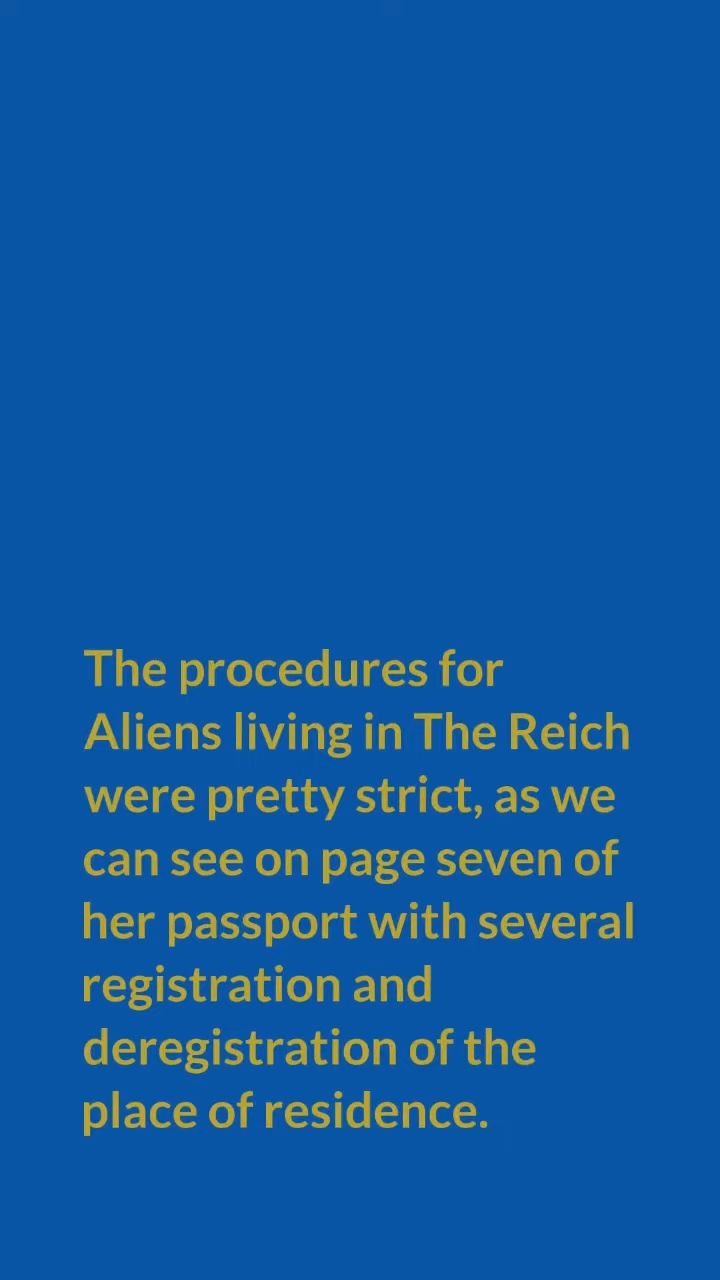 The procedures for
Aliens living in The Reich
were pretty strict, as we
can see on page seven of
her passport with several
registration and
deregistration of the
place of residence.